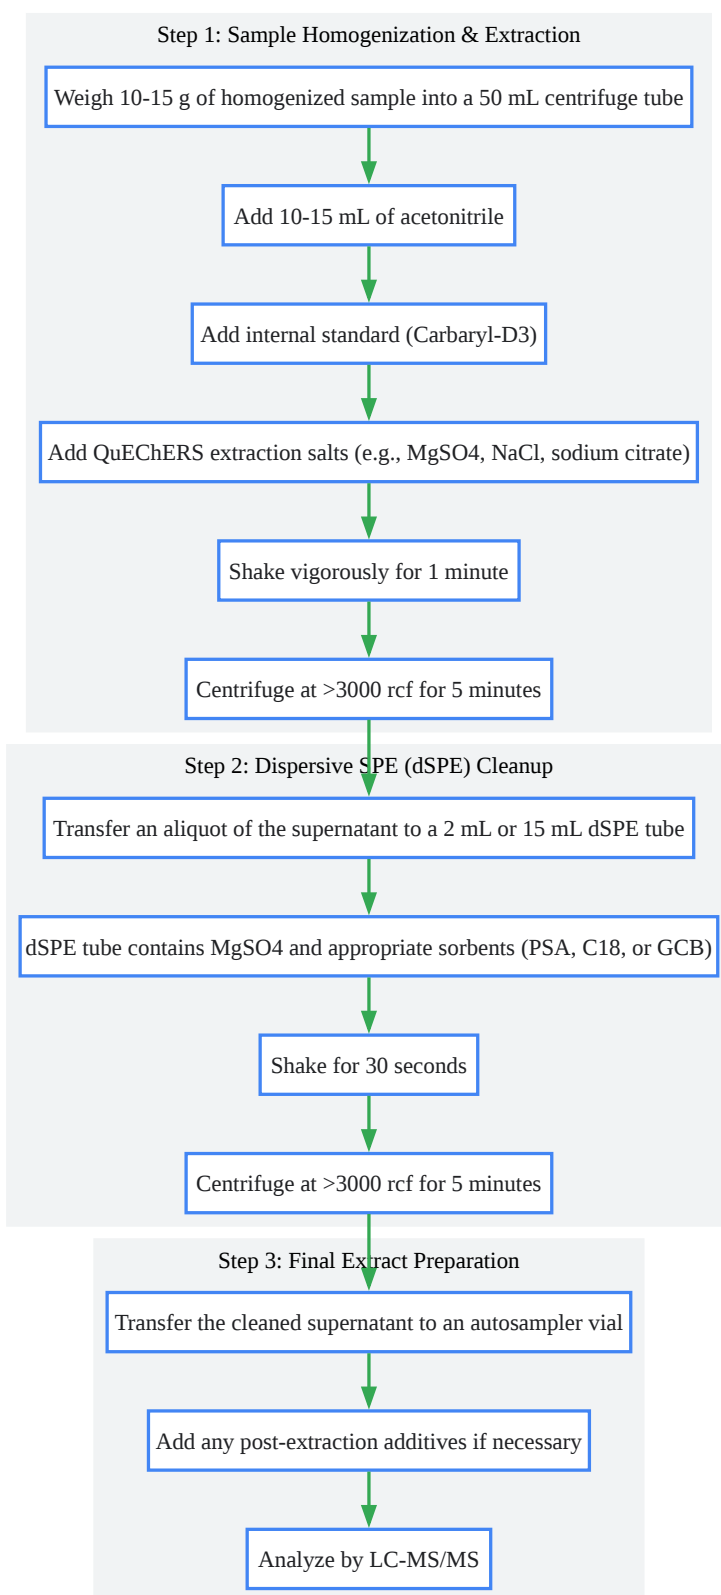 Step 1: Sample Homogenization & Extraction
Weigh 10-15 g of homogenized sample into a 50 mL centrifuge tube
Add 10-15 mL of acetonitrile
Add internal standard (Carbaryl-D3)
Add QuEChERS extraction salts (e.g., MgSO4, NaCl, sodium citrate)
Shake vigorously for 1 minute
Centrifuge at >3000 rcf for 5 minutes
Step 2: Dispersive SPE (dSPE) Cleanup
Transfer an aliquot of the supernatant to a 2 mL or 15 mL dSPE tube
dSPE tube contains MgSO4 and appropriate sorbents (PSA, C18, or GCB)
Shake for 30 seconds
Centrifuge at >3000 rcf for 5 minutes
Step 3: Final Extract Preparation
Transfer the cleaned supernatant to an autosampler vial
Add any post-extraction additives if necessary
Analyze by LC-MS/MS